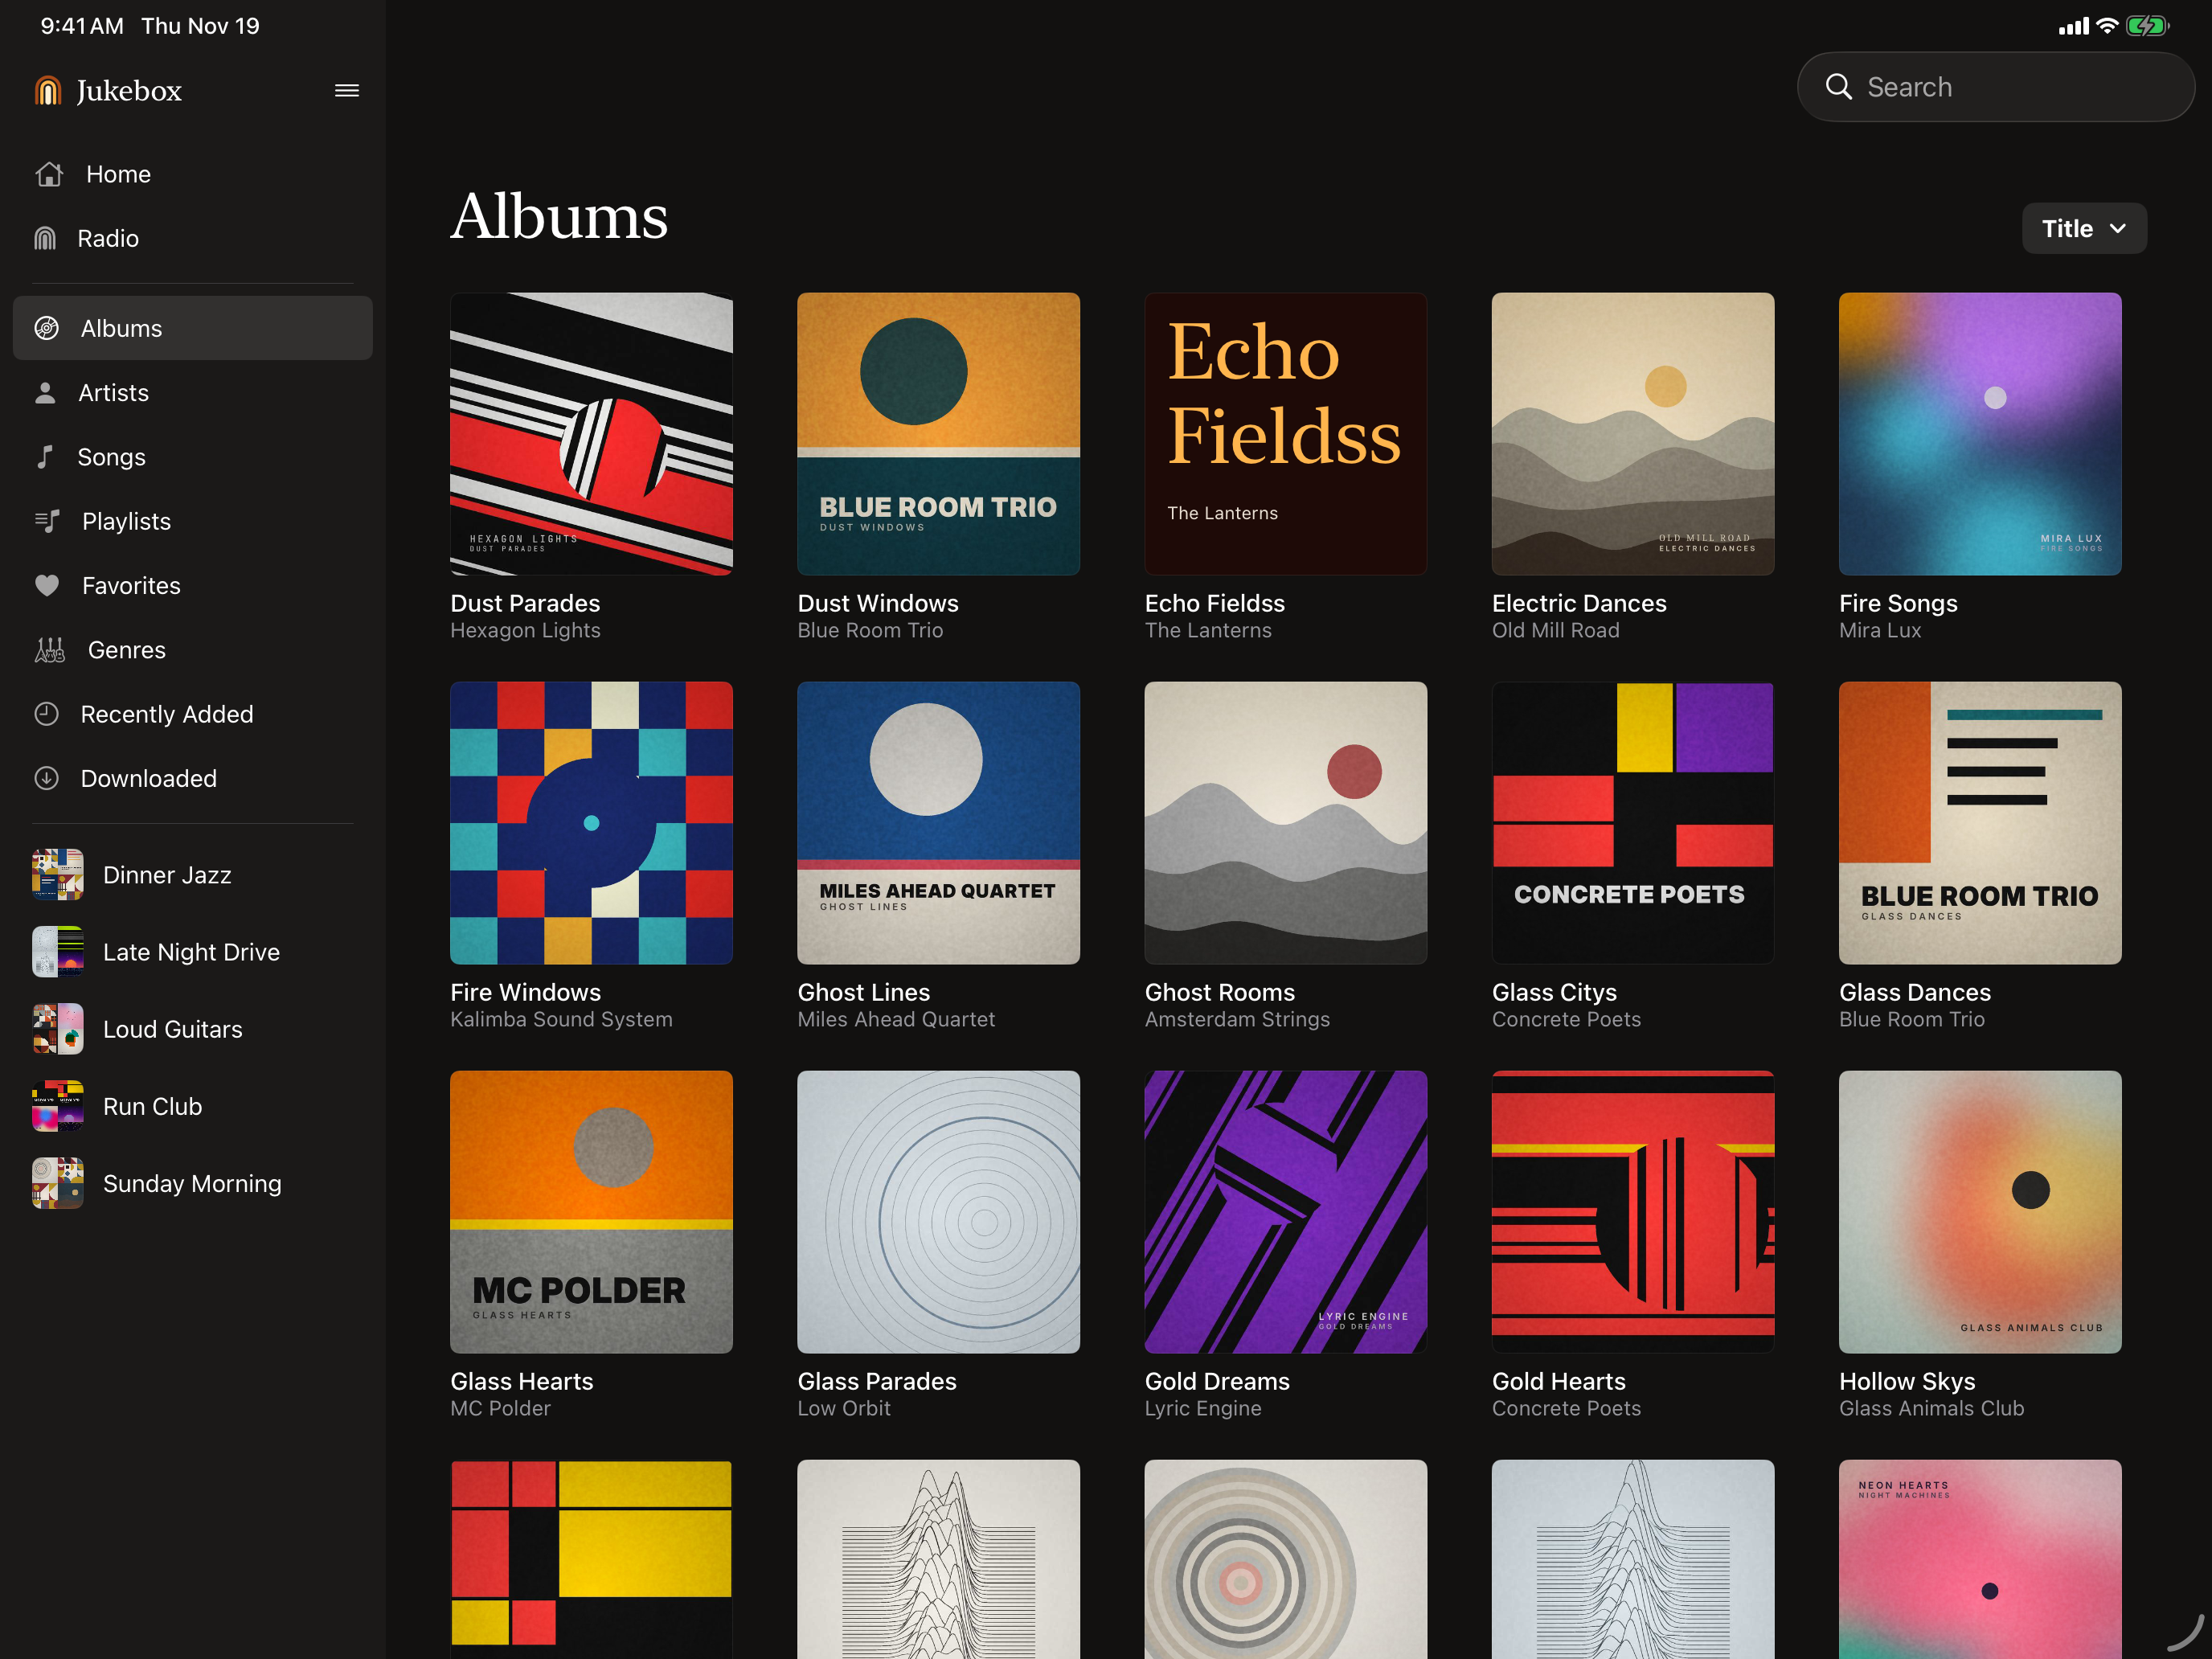 9:41 AM Thu Nov 19
Jukebox
Search
Home
Radio
Albums
Artists
Songs
Playlists
Favorites
Genres
Recently Added
Downloaded
Dinner Jazz
Late Night Drive
Loud Guitars
Run Club
Sunday Morning
Albums
Title
HEXAGON LIGHTS
DUST PARADES
Dust Parades
Hexagon Lights
BLUE ROOM TRIO
DUST WINDOWS
Dust Windows
Blue Room Trio
Echo
Fieldss
The Lanterns
Echo Fieldss
The Lanterns
OLD MILL ROAD
ELECTRIC DANCES
Electric Dances
Old Mill Road
MIRA LUX
FIRE SONGS
Fire Songs
Mira Lux
Fire Windows
Kalimba Sound System
MILES AHEAD QUARTET
GHOST LINES
Ghost Lines
Miles Ahead Quartet
Ghost Rooms
Amsterdam Strings
CONCRETE POETS
Glass Citys
Concrete Poets
BLUE ROOM TRIO
GLASS DANCES
Glass Dances
Blue Room Trio
MC POLDER
GLASS HEARTS
Glass Hearts
MC Polder
Glass Parades
Low Orbit
LYRIC ENGINE
GOLD DREAMS
Gold Dreams
Lyric Engine
Gold Hearts
Concrete Poets
GLASS ANIMALS CLUB
Hollow Skys
Glass Animals Club
NEON HEARTS
NIGHT MACHINES